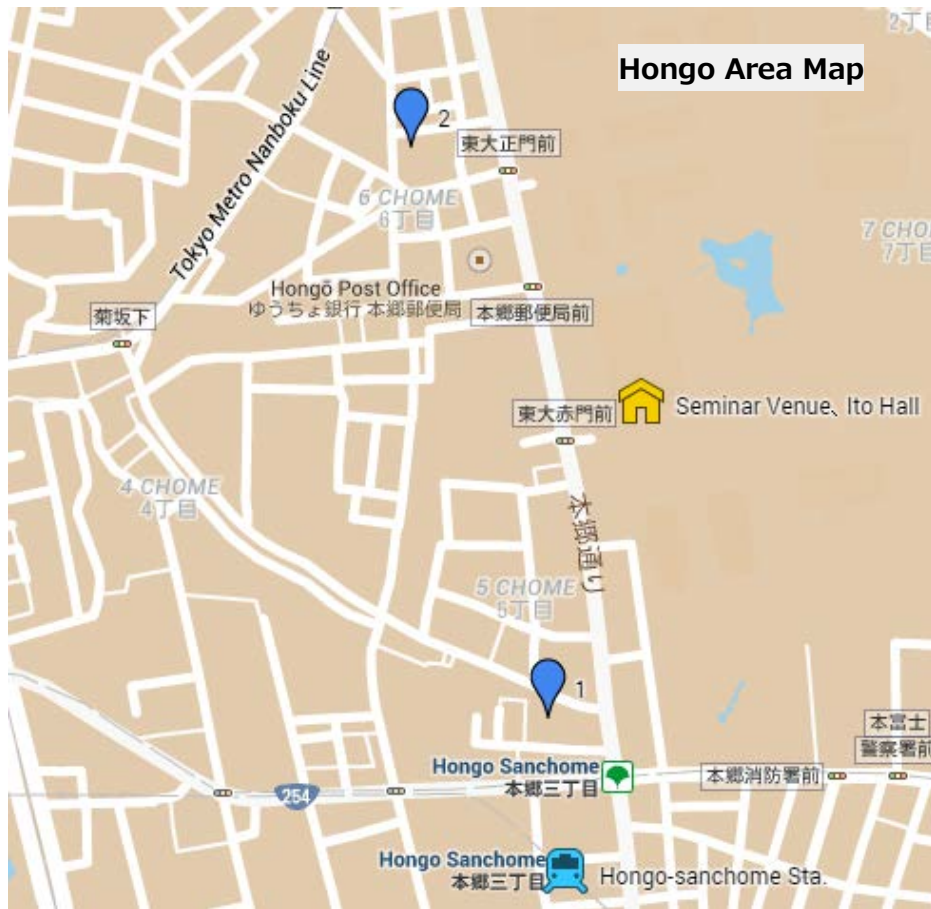 2丁目
Hongo Area Map
Tokyo Metro Nanboku Line
2
東大正門前
6 CHOME
6丁目
7 CHO
7丁目
Hongō Post Office
ゆうちょ銀行 本郷郵便局
本郷郵便局前
菊坂下
東大赤門前
Seminar Venue、Ito Hall
4 CHOME
4丁目
本郷通り
5 CHOME
5丁目
1
本富士
警察署前
Hongo Sanchome
本郷三丁目
本郷消防署前
254
Hongo Sanchome
本郷三丁目
Hongo-sanchome Sta.